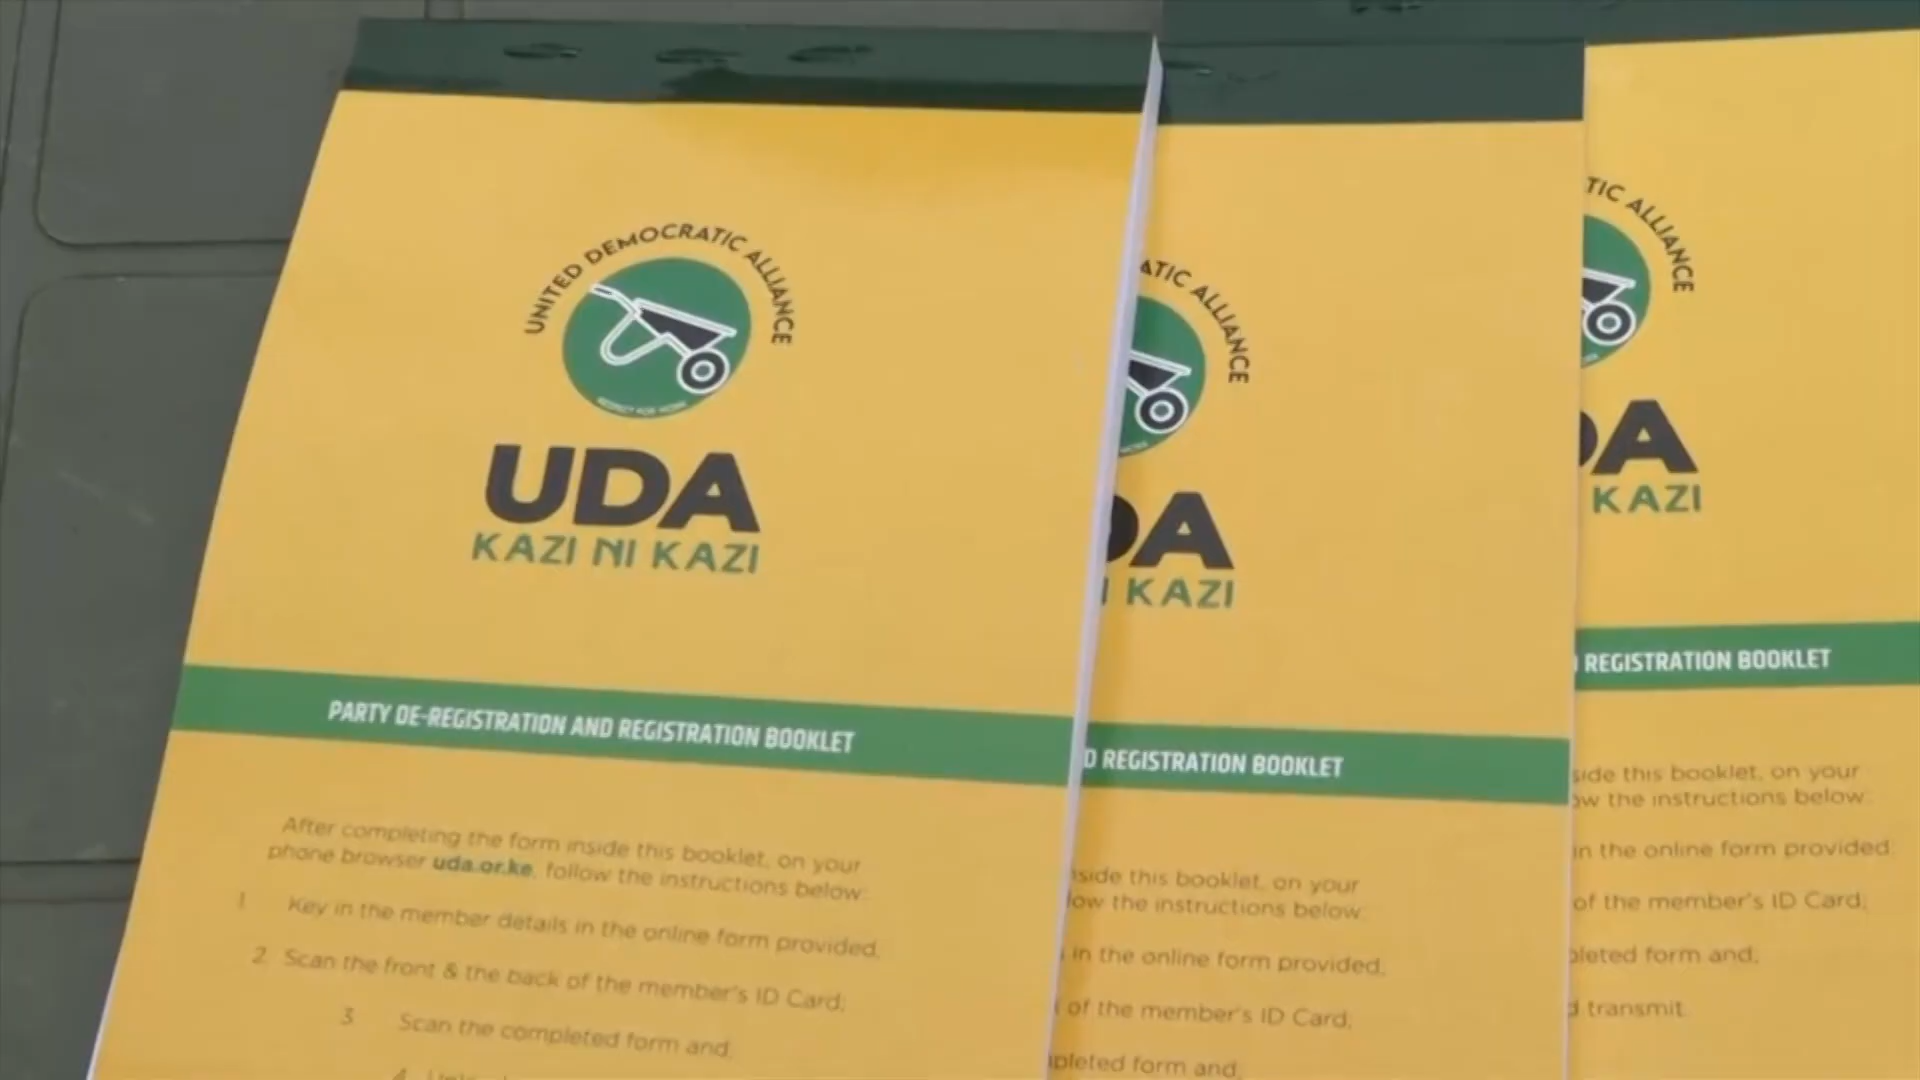 UNITED DEMOCRATIC ALLIANCE
UDA
KAZI NI KAZI
PARTY DE-REGISTRATION AND REGISTRATION BOOKLET
After completing the form inside this booklet, on your
phone browser uda.or.ke, follow the instructions below:
1. Key in the member details in the online form provided;
2. Scan the front & the back of the member's ID Card;
3. Scan the completed form and;
4.
ATIC ALLIANCE
DA
KAZI
D REGISTRATION BOOKLET
inside this booklet, on your
the instructions below:
in the online form provided;
of the member's ID Card;
form and;
TIC ALLIANCE
DA
KAZI
REGISTRATION BOOKLET
this booklet, on your
the instructions below:
in the online form provided;
of the member's ID Card;
form and;
transmit.